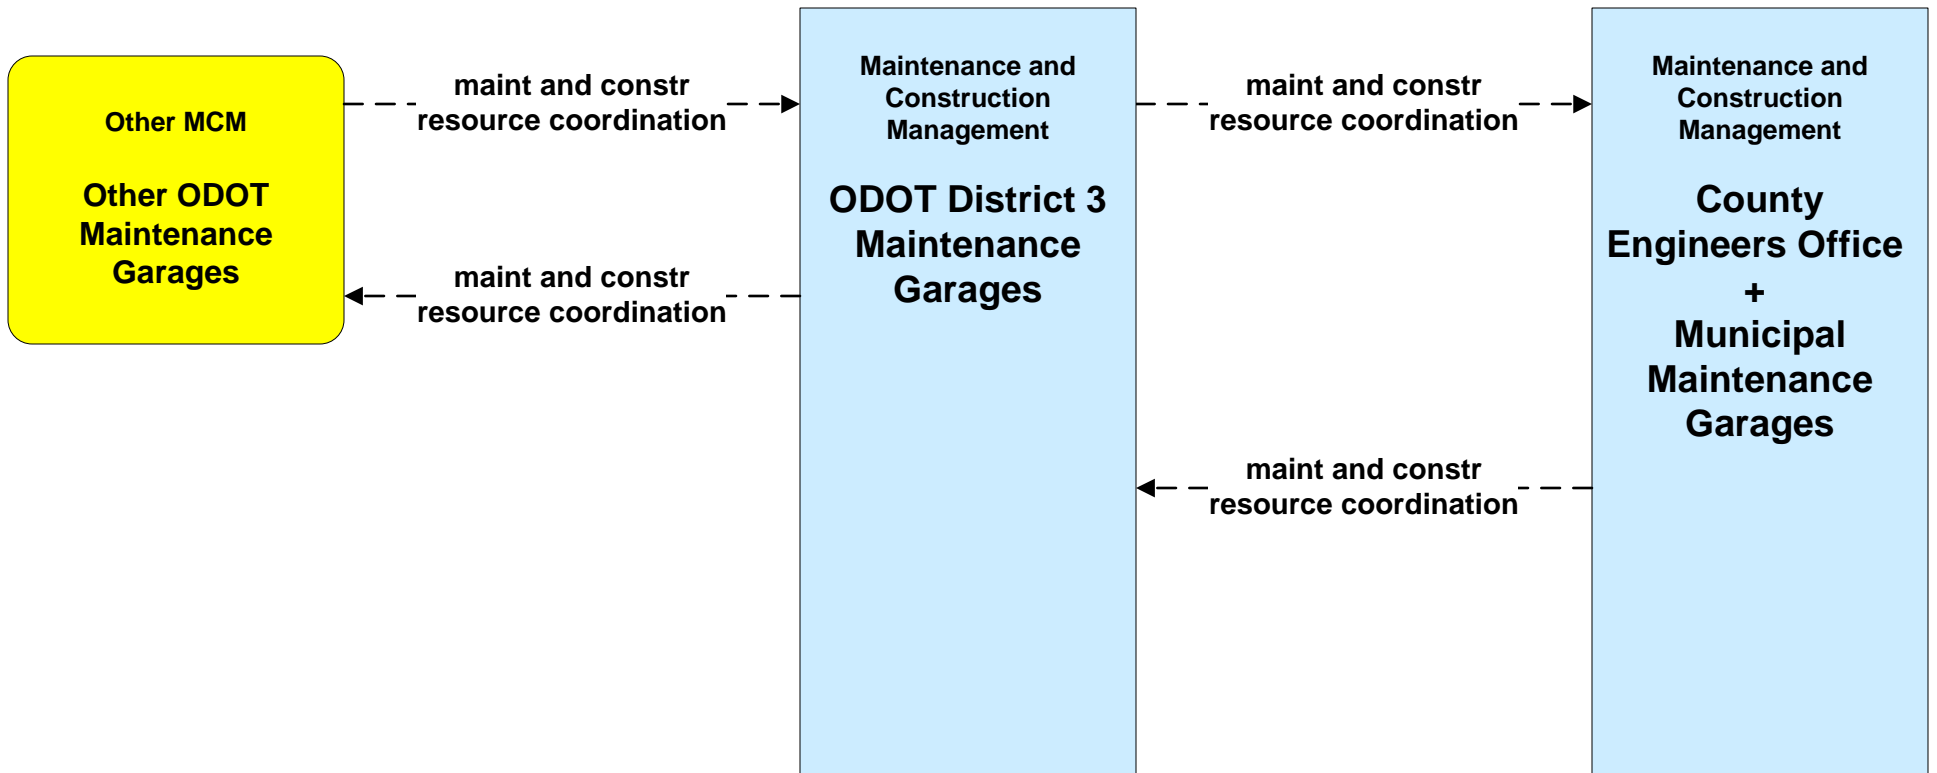 Other MCM
Other ODOT
Maintenance
Garages
maint and constr
resource coordination
maint and constr
resource coordination
Maintenance and
Construction
Management
ODOT District 3
Maintenance
Garages
maint and constr
resource coordination
maint and constr
resource coordination
Maintenance and
Construction
Management
County
Engineers Office
+
Municipal
Maintenance
Garages